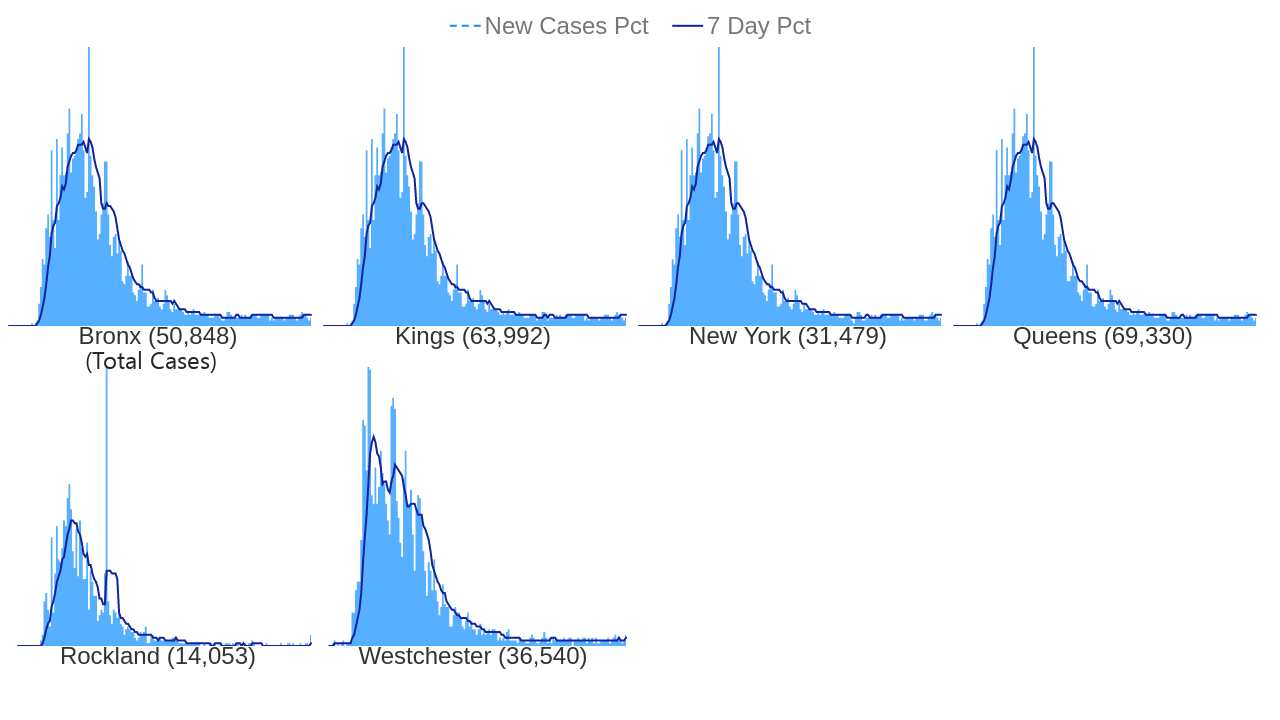 New Cases Pct 7 Day Pct
Bronx (50,848) Kings (63,992) New York (31,479) Queens (69,330)
(Total Cases)
Rockland (14,053) Westchester (36,540)